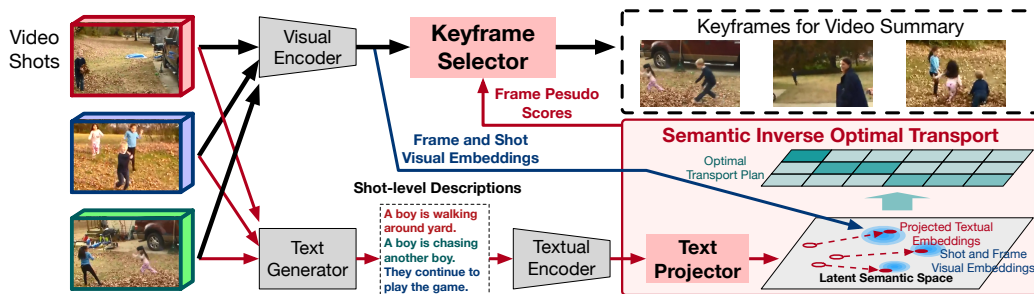 Video
Shots
Visual
Encoder
Keyframe
Selector
Keyframes for Video Summary
Frame Pesudo
Scores
Frame and Shot
Visual Embeddings
Semantic Inverse Optimal Transport
Optimal
Transport Plan
Shot-level Descriptions
Text
Generator
A boy is walking
around yard.
A boy is chasing
another boy.
They continue to
play the game.
Textual
Encoder
Text
Projector
Projected Textual
Embeddings
Shot and Frame
Visual Embeddings
Latent Semantic Space